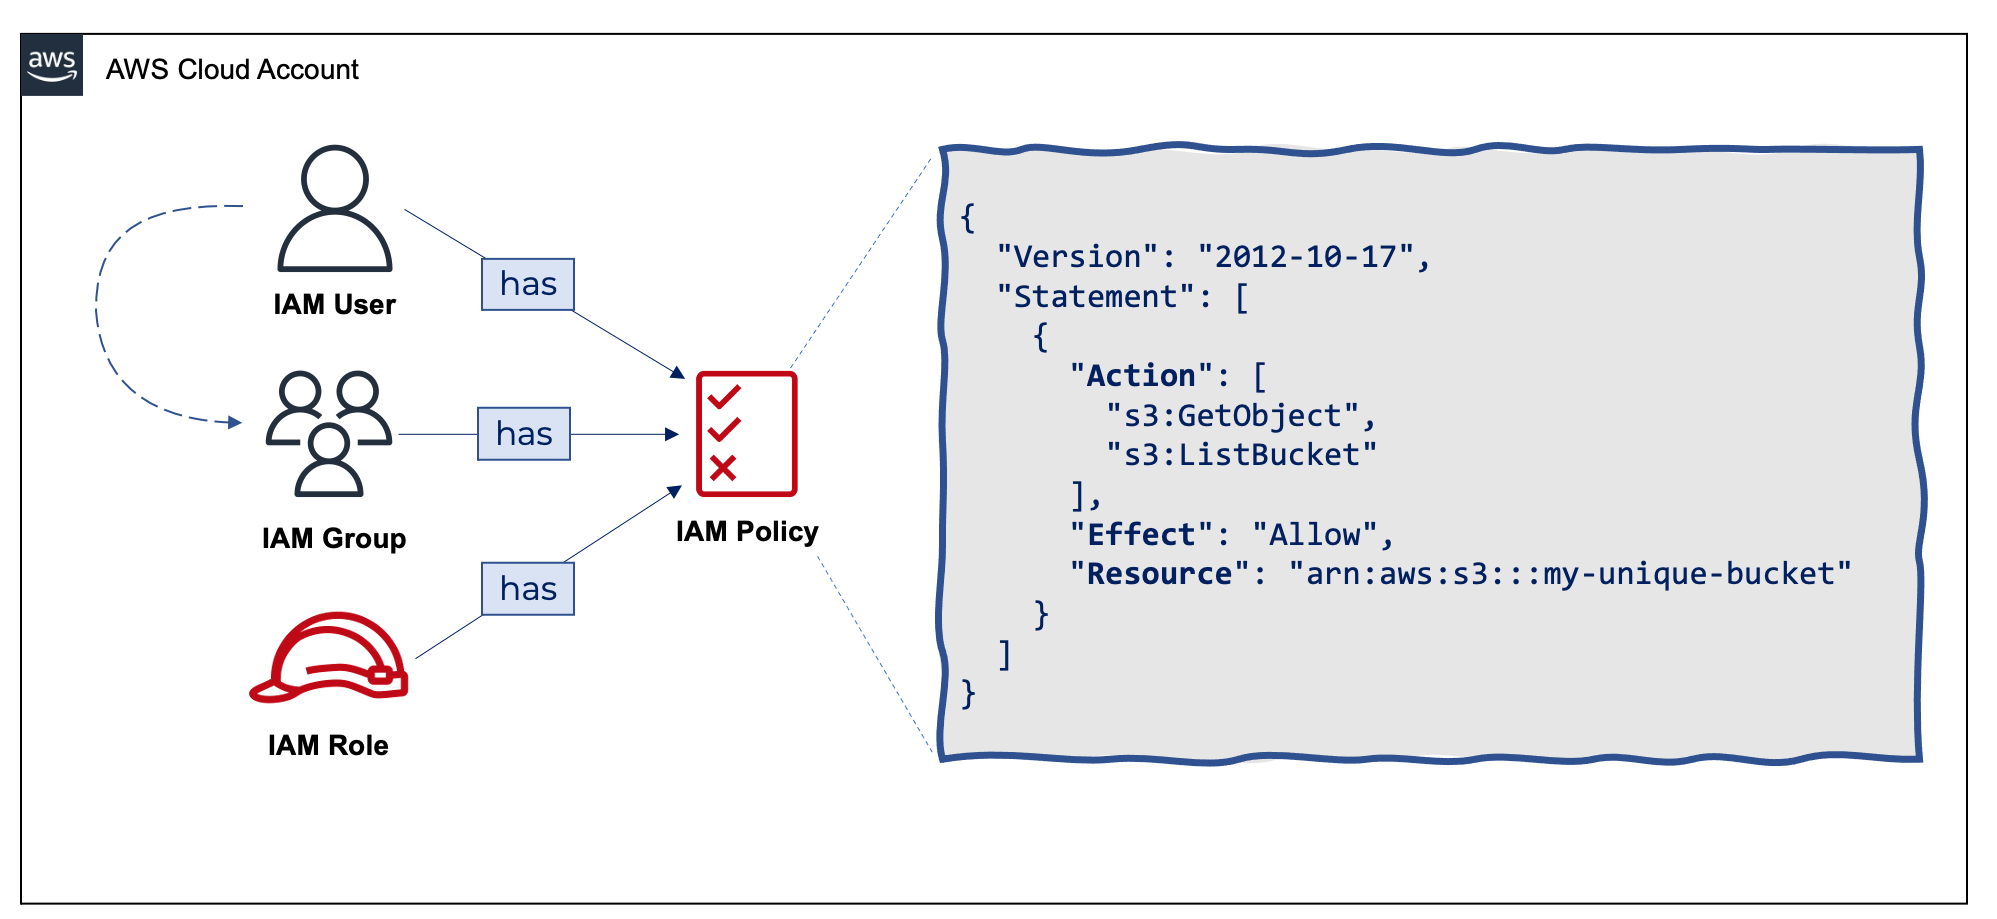 aws
AWS Cloud Account
IAM User
has
IAM Group
has
IAM Role
has
IAM Policy
{
  "Version": "2012-10-17",
  "Statement": [
    {
      "Action": [
        "s3:GetObject",
        "s3:ListBucket"
      ],
      "Effect": "Allow",
      "Resource": "arn:aws:s3:::my-unique-bucket"
    }
  ]
}